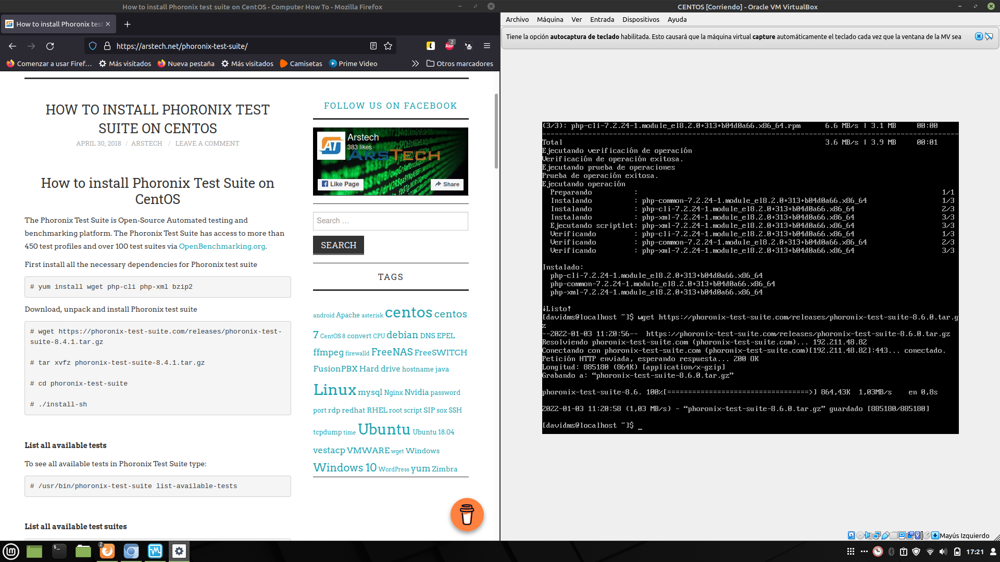 How to install Phoronix test suite on CentOS - Computer How To - Mozilla Firefox
How to install Phoronix test
https://arstech.net/phoronix-test-suite/
2
ABP
Comenzar a usar Firef…
Más visitados
Nueva pestaña
Más visitados
Camisetas
Prime Video
Otros marcadores
HOW TO INSTALL PHORONIX TEST
SUITE ON CENTOS
APRIL 30, 2018 / ARSTECH / LEAVE A COMMENT
How to install Phoronix Test Suite on
CentOS
The Phoronix Test Suite is Open-Source Automated testing and
benchmarking platform. The Phoronix Test Suite has access to more than
450 test profiles and over 100 test suites via OpenBenchmarking.org.
First install all the necessary dependencies for Phoronix test suite
# yum install wget php-cli php-xml bzip2
Download, unpack and install Phoronix test suite
# wget https://phoronix-test-suite.com/releases/phoronix-test-
suite-8.4.1.tar.gz
# tar xvfz phoronix-test-suite-8.4.1.tar.gz
# cd phoronix-test-suite
# ./install-sh
List all available tests
To see all available tests in Phoronix Test Suite type:
# /usr/bin/phoronix-test-suite list-available-tests
List all available test suites
FOLLOW US ON FACEBOOK
AT
Arstech
383 likes
ARSTECH
Like Page
Share
Search …
SEARCH
TAGS
android Apache asterisk centos centos
7 CentOS 8 convert CPU debian DNS EPEL
ffmpeg firewalld FreeNAS FreeSWITCH
FusionPBX Hard drive hostname java
Linux mysql Nginx Nvidia password
port rdp redhat RHEL root script SIP sox SSH
tcpdump time Ubuntu Ubuntu 18.04
vestacp VMWARE wget Windows
Windows 10 WordPress yum Zimbra
CENTOS [Corriendo] - Oracle VM VirtualBox
Archivo Máquina Ver Entrada Dispositivos Ayuda
Tiene la opción autocaptura de teclado habilitada. Esto causará que la máquina virtual capture automáticamente el teclado cada vez que la ventana de la MV sea
(3/3): php-cli-7.2.24-1.module_el8.2.0+313+b04d0a66.x86_64.rpm 6.6 MB/s | 3.1 MB 00:00
--------------------------------------------------------------------------------
Total 3.6 MB/s | 3.9 MB 00:01
Ejecutando verificación de operación
Verificación de operación exitosa.
Ejecutando prueba de operaciones
Prueba de operación exitosa.
Ejecutando operación
Preparando : 1/1
Instalando : php-common-7.2.24-1.module_el8.2.0+313+b04d0a66.x86_64 1/3
Instalando : php-cli-7.2.24-1.module_el8.2.0+313+b04d0a66.x86_64 2/3
Instalando : php-xml-7.2.24-1.module_el8.2.0+313+b04d0a66.x86_64 3/3
Ejecutando scriptlet: php-xml-7.2.24-1.module_el8.2.0+313+b04d0a66.x86_64 3/3
Verificando : php-cli-7.2.24-1.module_el8.2.0+313+b04d0a66.x86_64 1/3
Verificando : php-common-7.2.24-1.module_el8.2.0+313+b04d0a66.x86_64 2/3
Verificando : php-xml-7.2.24-1.module_el8.2.0+313+b04d0a66.x86_64 3/3
Instalado:
php-cli-7.2.24-1.module_el8.2.0+313+b04d0a66.x86_64
php-common-7.2.24-1.module_el8.2.0+313+b04d0a66.x86_64
php-xml-7.2.24-1.module_el8.2.0+313+b04d0a66.x86_64
¡Listo!
[davidms@localhost ~]$ wget https://phoronix-test-suite.com/releases/phoronix-test-suite-8.6.0.tar.g
z
--2022-01-03 11:20:56-- https://phoronix-test-suite.com/releases/phoronix-test-suite-8.6.0.tar.gz
Resolviendo phoronix-test-suite.com (phoronix-test-suite.com)... 192.211.48.82
Conectando con phoronix-test-suite.com (phoronix-test-suite.com)[192.211.48.82]:443... conectado.
Petición HTTP enviada, esperando respuesta... 200 OK
Longitud: 885180 (864K) [application/x-gzip]
Grabando a: “phoronix-test-suite-8.6.0.tar.gz”
phoronix-test-suite-8.6. 100%[==================================>] 864,43K 1,03MB/s en 0,8s
2022-01-03 11:20:58 (1,03 MB/s) - “phoronix-test-suite-8.6.0.tar.gz” guardado [885180/885180]
[davidms@localhost ~]$ _
Mayús Izquierdo
2
17:21